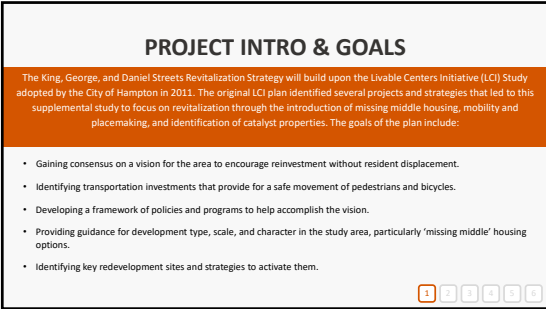 PROJECT INTRO & GOALS
The King, George, and Daniel Streets Revitalization Strategy will build upon the Livable Centers Initiative (LCI) Study
adopted by the City of Hampton in 2011. The original LCI plan identified several projects and strategies that led to this
supplemental study to focus on revitalization through the introduction of missing middle housing, mobility and
placemaking, and identification of catalyst properties. The goals of the plan include:
• Gaining consensus on a vision for the area to encourage reinvestment without resident displacement.
• Identifying transportation investments that provide for a safe movement of pedestrians and bicycles.
• Developing a framework of policies and programs to help accomplish the vision.
• Providing guidance for development type, scale, and character in the study area, particularly ‘missing middle’ housing
options.
• Identifying key redevelopment sites and strategies to activate them.
1 2 3 4 5 6